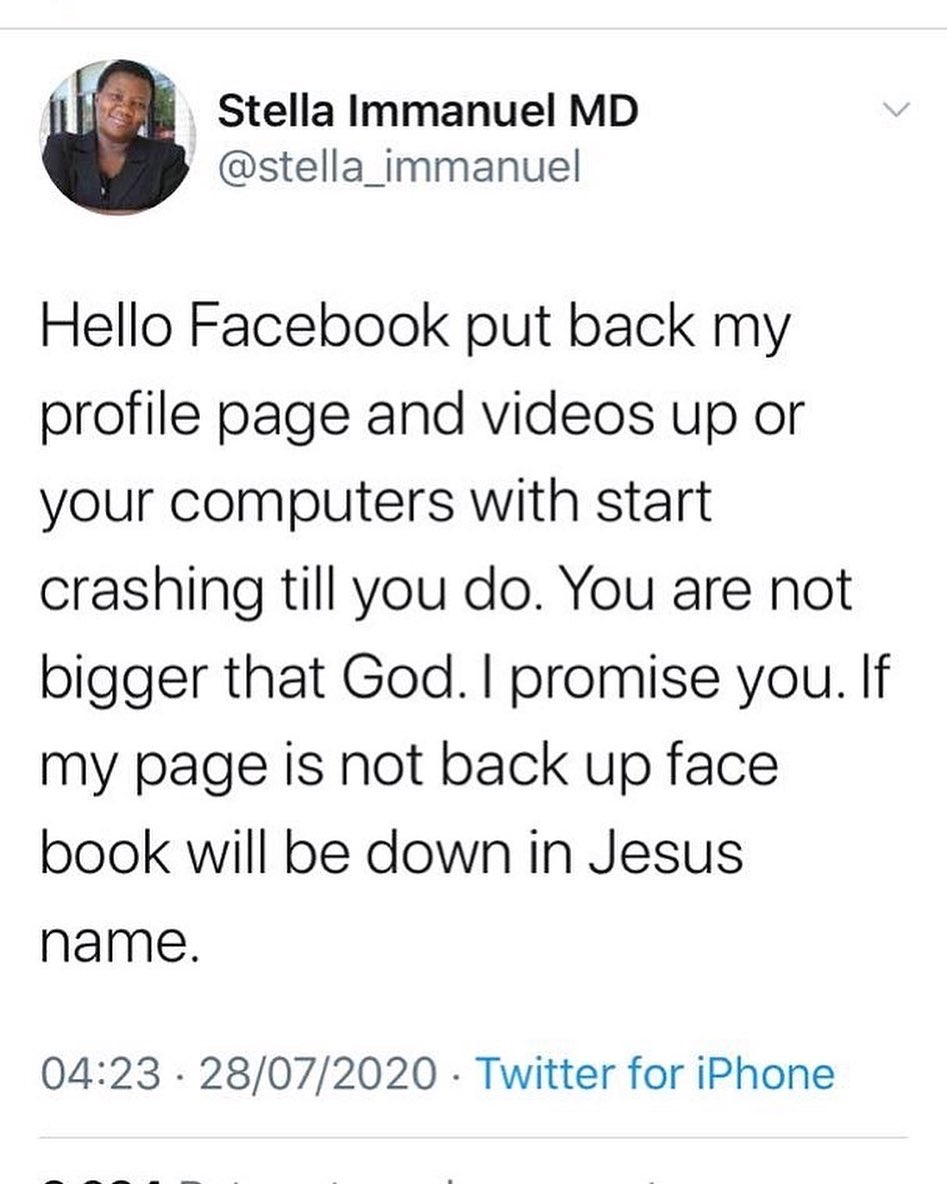 Stella Immanuel MD
@stella_immanuel
Hello Facebook put back my
profile page and videos up or
your computers with start
crashing till you do. You are not
bigger that God. I promise you. If
my page is not back up face
book will be down in Jesus
name.
04:23 · 28/07/2020 · Twitter for iPhone